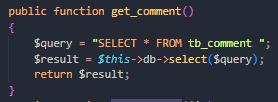 public function get_comment()
{
$query = "SELECT * FROM tb_comment ";
$result = $this->db->select($query);
return $result;
}